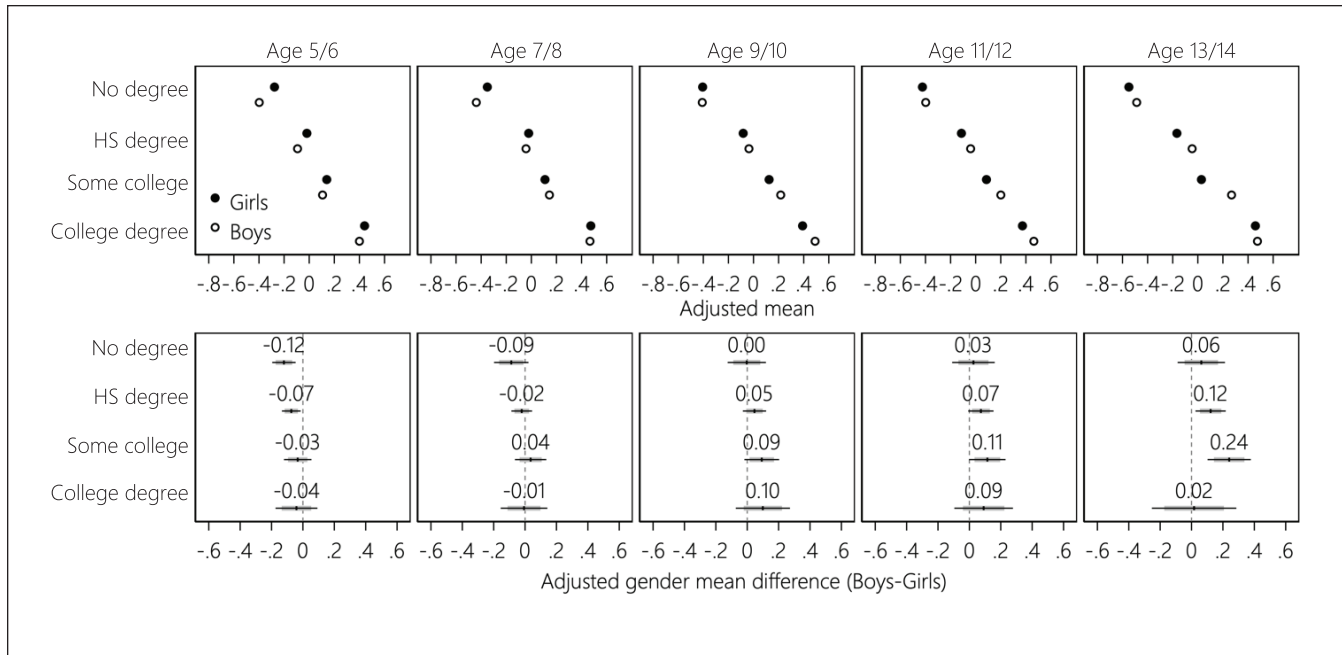 Age 5/6 Age 7/8 Age 9/10 Age 11/12 Age 13/14
No degree
HS degree
Some college
Girls
College degree
Boys
-.8 -.6 -.4 -.2 0 .2 .4 .6 -.8 -.6 -.4 -.2 0 .2 .4 .6 -.8 -.6 -.4 -.2 0 .2 .4 .6 -.8 -.6 -.4 -.2 0 .2 .4 .6 -.8 -.6 -.4 -.2 0 .2 .4 .6
Adjusted mean
No degree -0.12 -0.09 0.00 0.03 0.06
HS degree -0.07 -0.02 0.05 0.07 0.12
Some college -0.03 0.04 0.09 0.11 0.24
College degree -0.04 -0.01 0.10 0.09 0.02
-.6 -.4 -.2 0 .2 .4 .6 -.6 -.4 -.2 0 .2 .4 .6 -.6 -.4 -.2 0 .2 .4 .6 -.6 -.4 -.2 0 .2 .4 .6 -.6 -.4 -.2 0 .2 .4 .6
Adjusted gender mean difference (Boys-Girls)